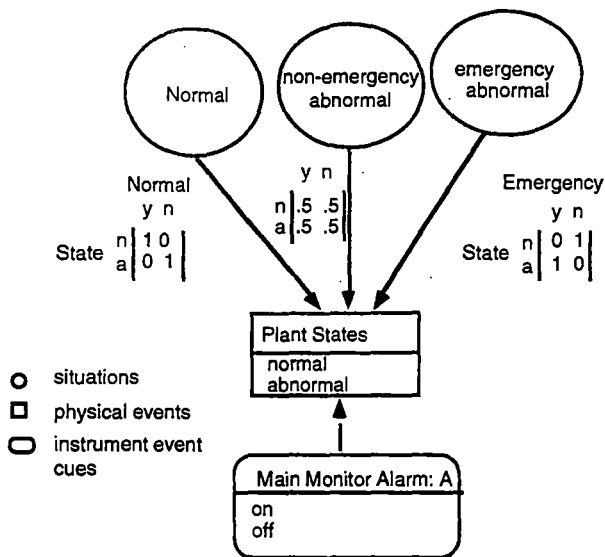 Normal
non-emergency
abnormal
emergency
abnormal
Normal
y n
State n 1 0
a 0 1
y n
n .5 .5
a .5 .5
Emergency
y n
State n 0 1
a 1 0
Plant States
normal
abnormal
situations
physical events
instrument event
cues
Main Monitor Alarm: A
on
off